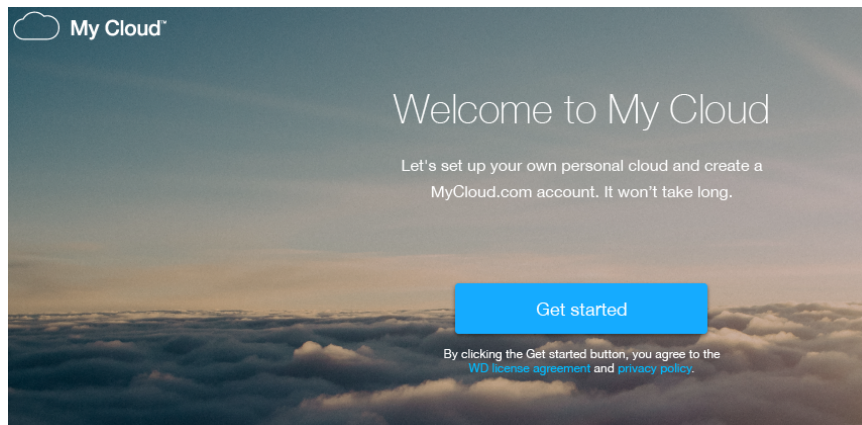 My Cloud™
Welcome to My Cloud
Let's set up your own personal cloud and create a
MyCloud.com account. It won't take long.
Get started
By clicking the Get started button, you agree to the
WD license agreement and privacy policy.